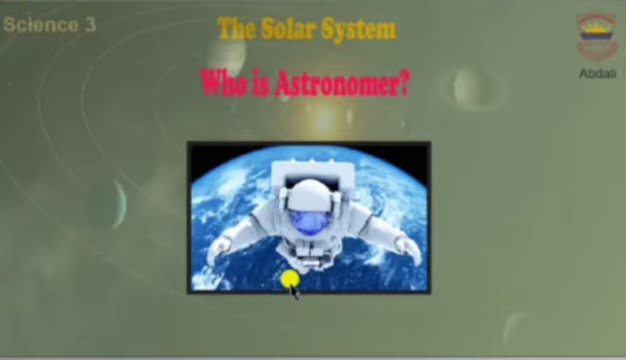 Science 3
The Solar System
Who is Astronomer?
Abdali